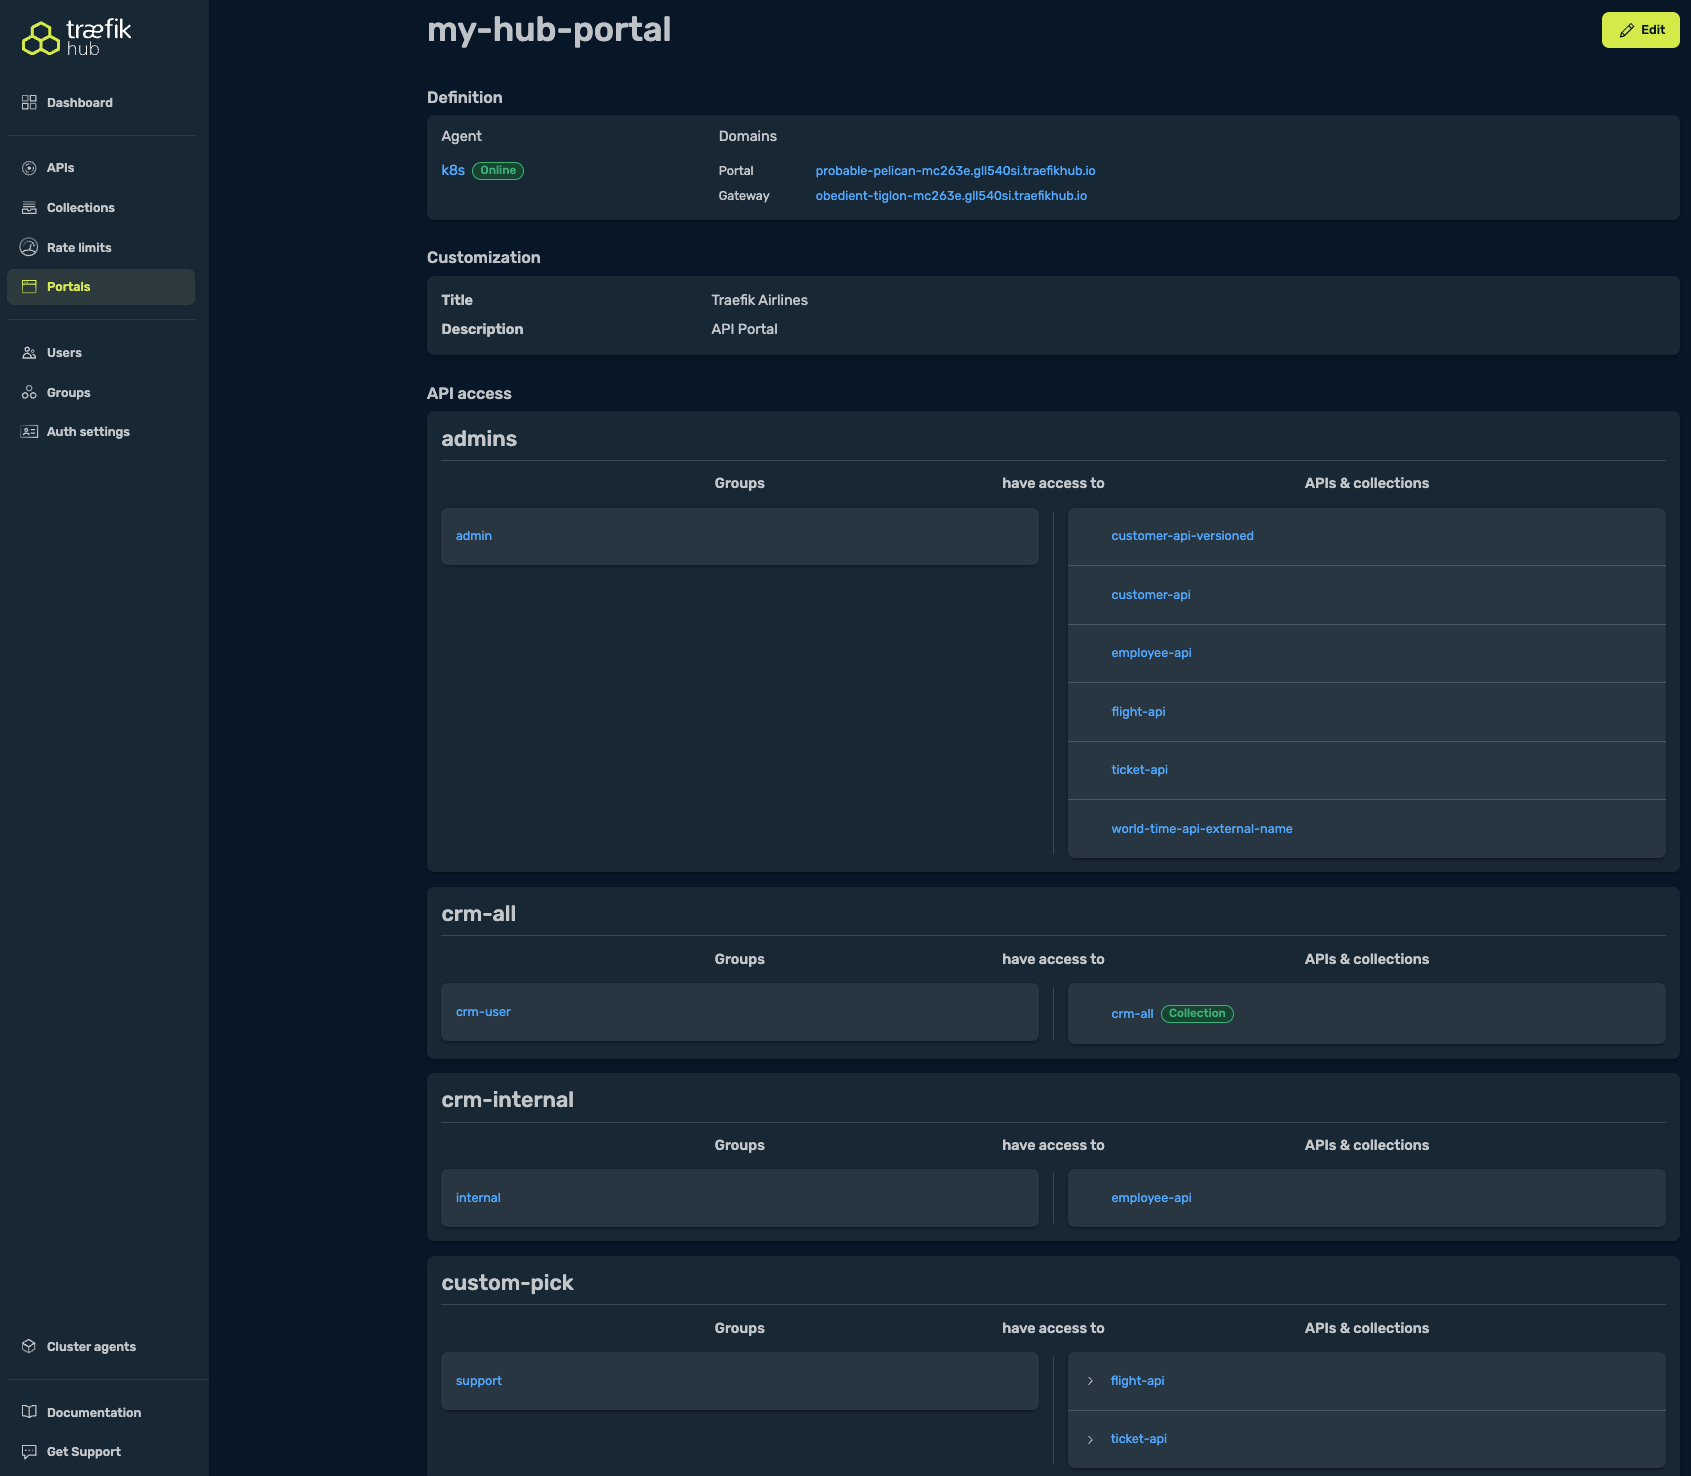 træfik
hub
Dashboard
APIs
Collections
Rate limits
Portals
Users
Groups
Auth settings
Cluster agents
Documentation
Get Support
my-hub-portal
Edit
Definition
Agent
Domains
k8s Online
Portal probable-pelican-mc263e.gll540si.traefikhub.io
Gateway obedient-tiglon-mc263e.gll540si.traefikhub.io
Customization
Title Traefik Airlines
Description API Portal
API access
admins
Groups have access to APIs & collections
admin
customer-api-versioned
customer-api
employee-api
flight-api
ticket-api
world-time-api-external-name
crm-all
Groups have access to APIs & collections
crm-user
crm-all Collection
crm-internal
Groups have access to APIs & collections
internal
employee-api
custom-pick
Groups have access to APIs & collections
support
flight-api
ticket-api